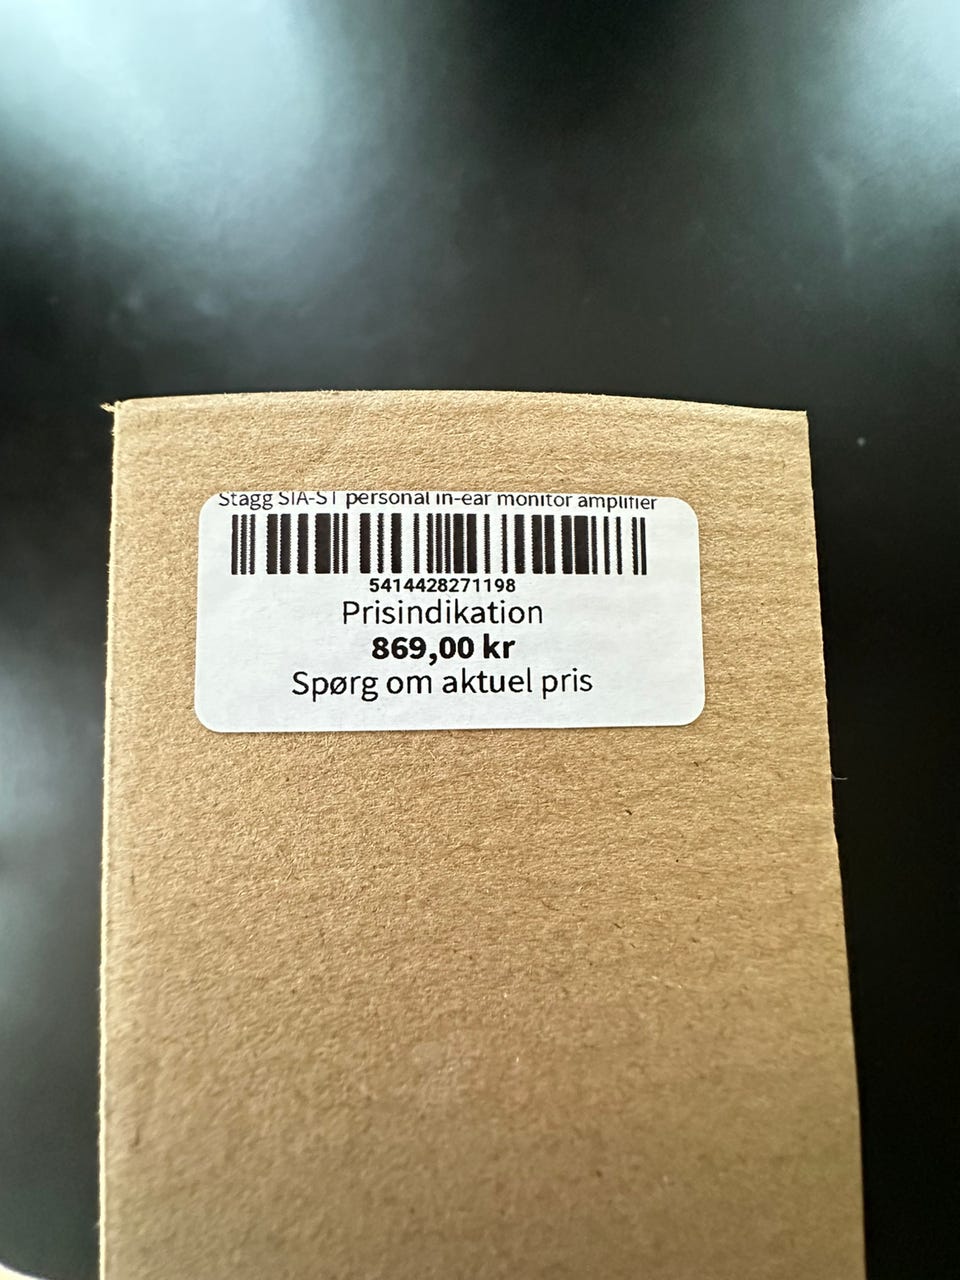 Stagg SIA-ST personal in-ear monitor amplifier
5414428271198
Prisindikation
869,00 kr
Spørg om aktuel pris